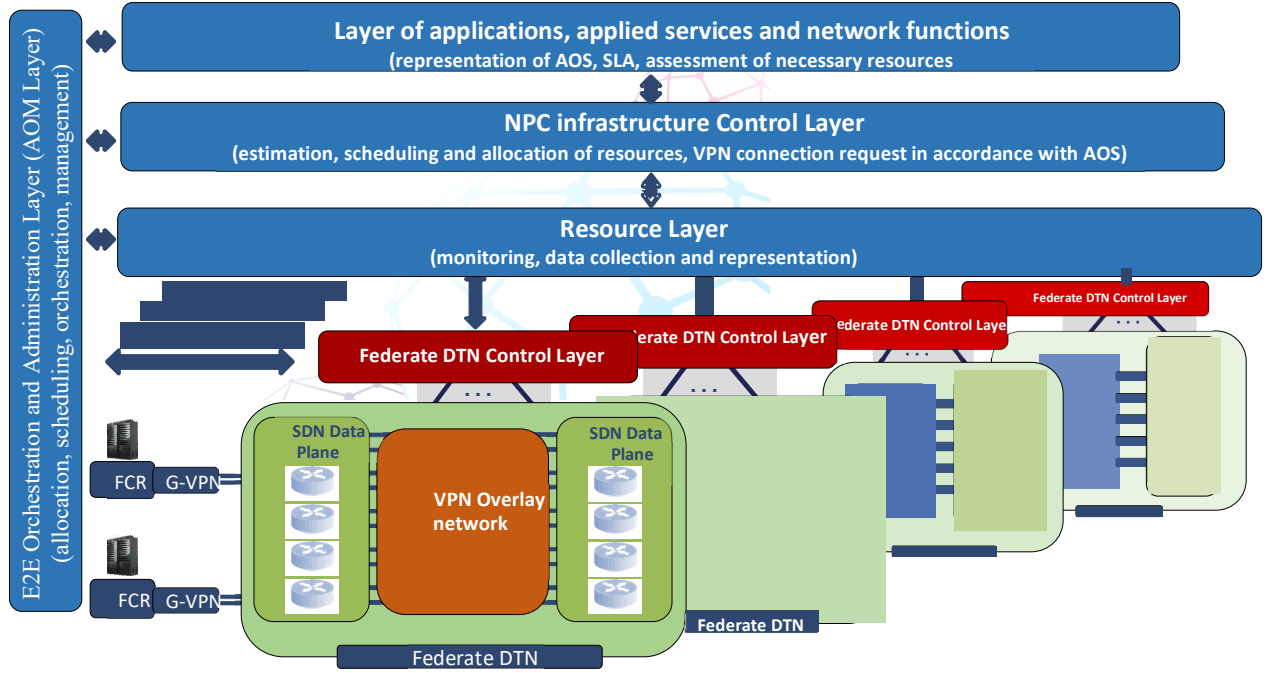 E2E Orchestration and Administration Layer (AOM Layer)
(allocation, scheduling, orchestration, management)
Layer of applications, applied services and network functions
(representation of AOS, SLA, assessment of necessary resources
NPC infrastructure Control Layer
(estimation, scheduling and allocation of resources, VPN connection request in accordance with AOS)
Resource Layer
(monitoring, data collection and representation)
Federate DTN Control Layer
ederate DTN Control Laye
ederate DTN Control Layer
Federate DTN Control Layer
...
...
...
...
SDN Data
Plane
SDN Data
Plane
VPN Overlay
network
FCR
G-VPN
FCR
G-VPN
Federate DTN
Federate DTN